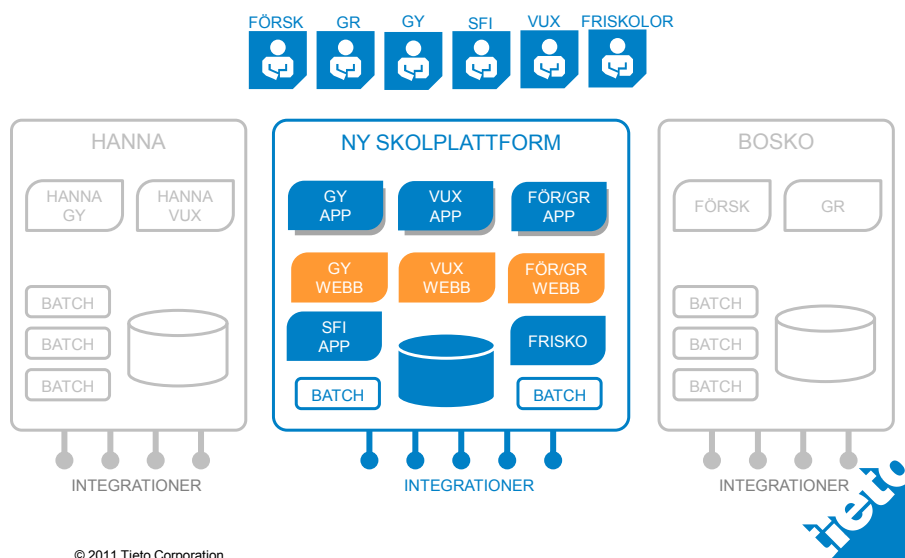 FÖRSK GR GY SFI VUX FRISKOLOR
HANNA
HANNA
GY
HANNA
VUX
BATCH
BATCH
BATCH
INTEGRATIONER
NY SKOLPLATTFORM
GY
APP
VUX
APP
FÖR/GR
APP
GY
WEBB
VUX
WEBB
FÖR/GR
WEBB
SFI
APP
FRISKO
BATCH
BATCH
INTEGRATIONER
BOSKO
FÖRSK
GR
BATCH
BATCH
BATCH
INTEGRATIONER
tieto
© 2011 Tieto Corporation